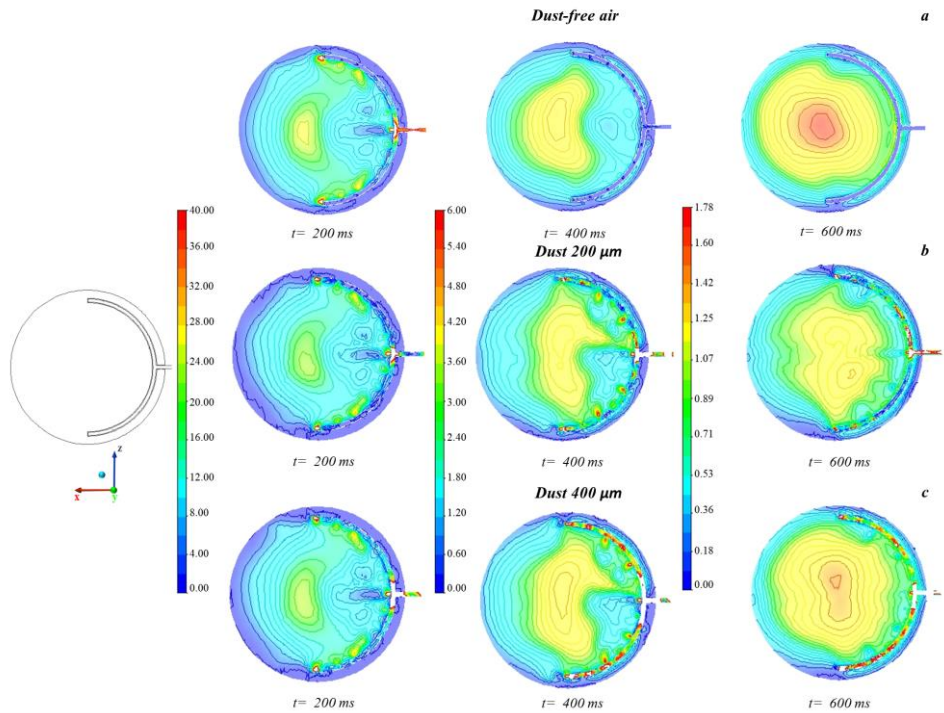 Dust-free air
a
t= 200 ms
t= 400 ms
t= 600 ms
40.00
36.00
32.00
28.00
24.00
20.00
16.00
12.00
8.00
4.00
0.00
6.00
5.40
4.80
4.20
3.60
3.00
2.40
1.80
1.20
0.60
0.00
1.78
1.60
1.42
1.24
1.07
0.89
0.71
0.53
0.36
0.18
0.00
Dust 200 µm
b
t= 200 ms
t= 400 ms
t= 600 ms
z
x
y
Dust 400 µm
c
t= 200 ms
t= 400 ms
t= 600 ms